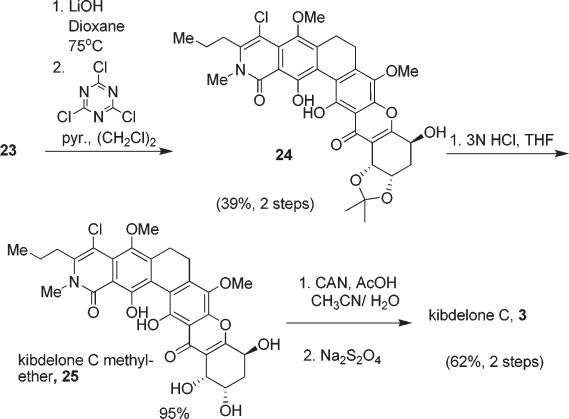 1. LiOH
Dioxane
75°C
2.
Cl
N N
Cl N Cl
pyr., (CH₂Cl)₂
23
Cl OMe
Me
N
Me
O OH
OMe
HO
O
O
OH
O O
24
(39%, 2 steps)
1. 3N HCl, THF
Cl OMe
Me
N
Me
O OH
OMe
HO
O
O
OH
HO
OH
kibdelone C methyl-
ether, 25
95%
1. CAN, AcOH
CH₃CN/ H₂O
2. Na₂S₂O₄
kibdelone C, 3
(62%, 2 steps)